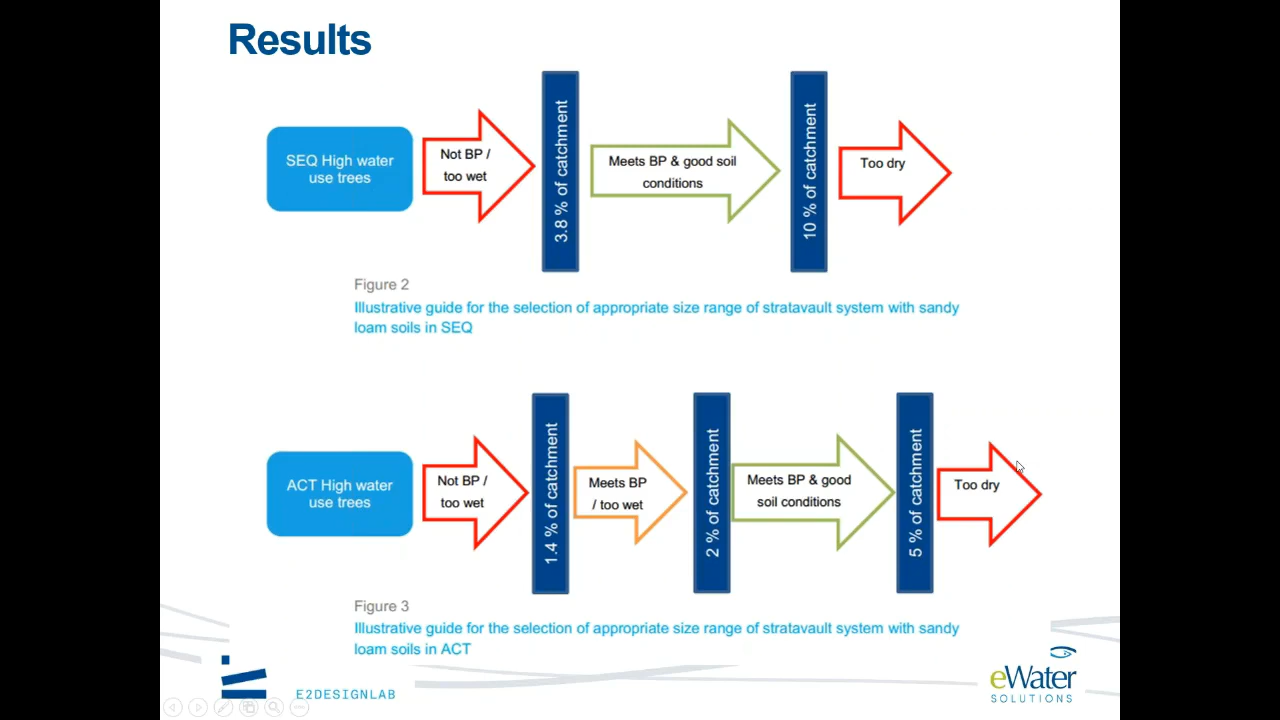 Results
SEQ High water
use trees
Not BP /
too wet
3.8 % of catchment
Meets BP & good soil
conditions
10 % of catchment
Too dry
Figure 2
Illustrative guide for the selection of appropriate size range of stratavault system with sandy
loam soils in SEQ
ACT High water
use trees
Not BP /
too wet
1.4 % of catchment
Meets BP
/ too wet
2 % of catchment
Meets BP & good
soil conditions
5 % of catchment
Too dry
Figure 3
Illustrative guide for the selection of appropriate size range of stratavault system with sandy
loam soils in ACT
E2DESIGNLAB
eWater
SOLUTIONS